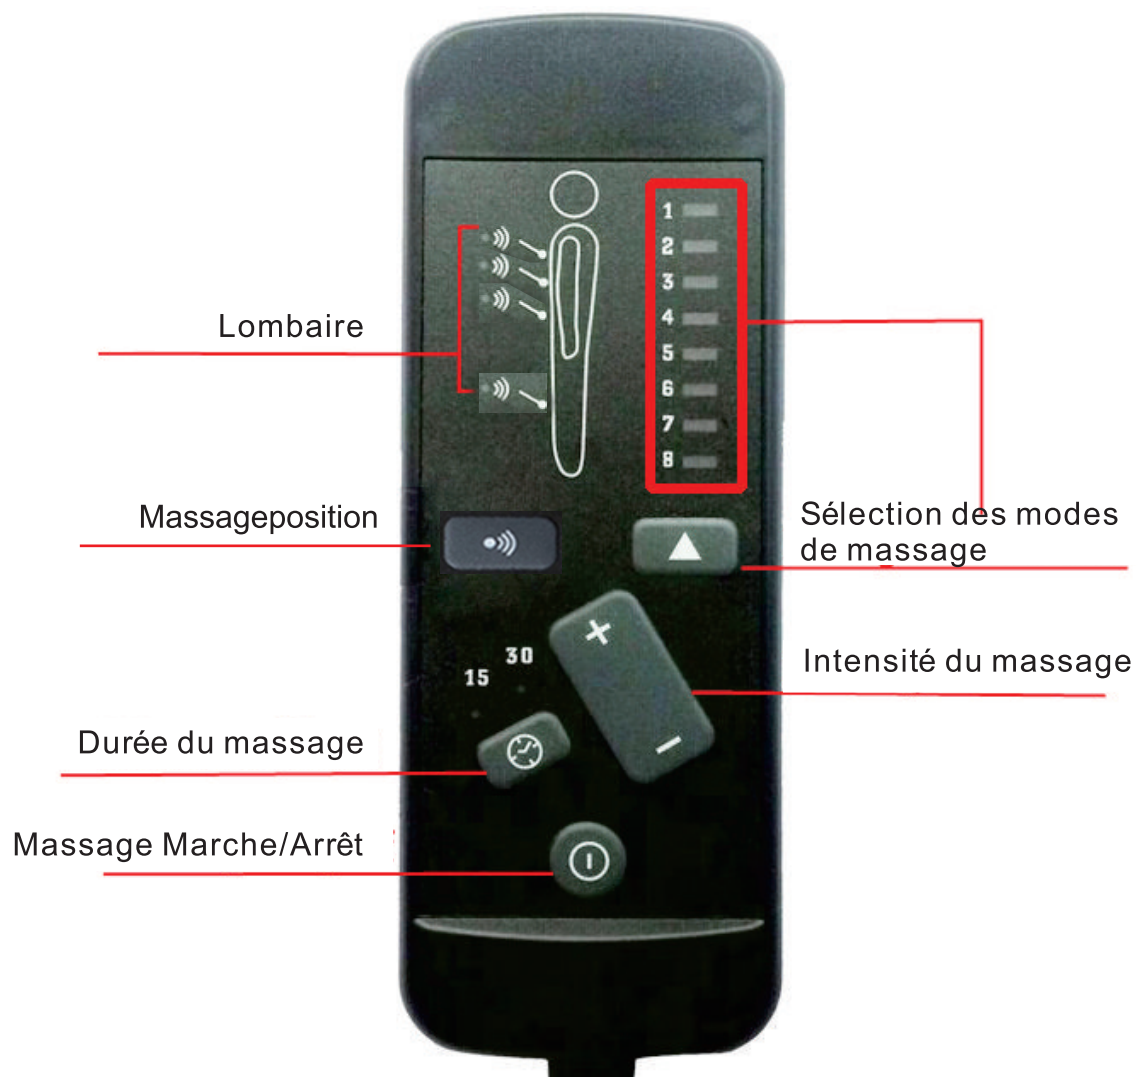 1
2
3
4
5
6
7
8
Lombaire
Massageposition
Sélection des modes
de massage
30
15
Intensité du massage
Durée du massage
Massage Marche/Arrêt